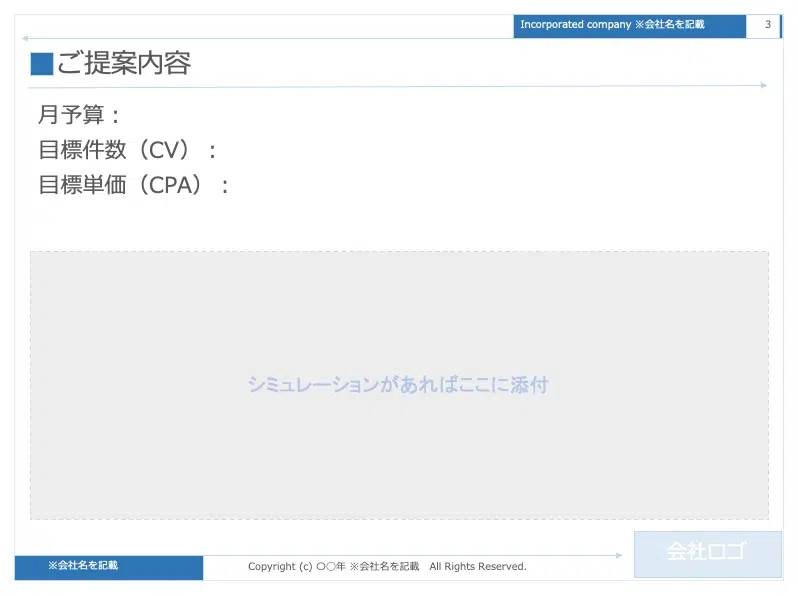 Incorporated company ※会社名を記載
3
■ご提案内容
月予算：
目標件数（CV）：
目標単価（CPA）：
シミュレーションがあればここに添付
会社ロゴ
※会社名を記載
Copyright (c) 〇〇年 ※会社名を記載 All Rights Reserved.